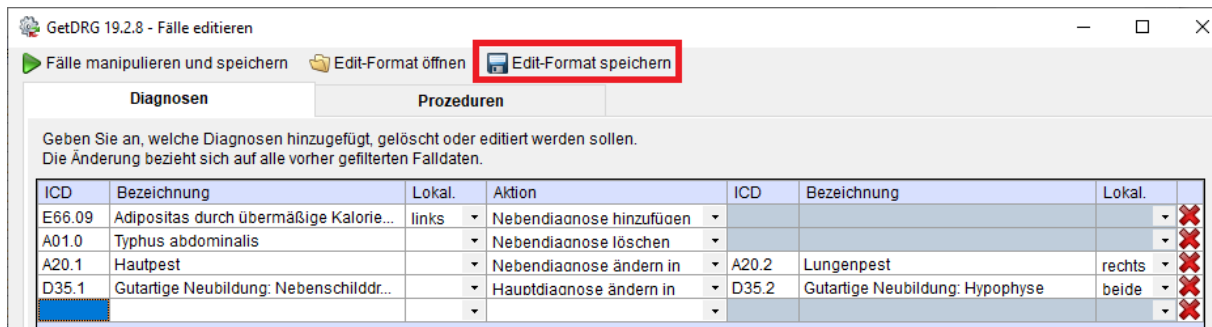 GetDRG 19.2.8 - Fälle editieren
Fälle manipulieren und speichern Edit-Format öffnen Edit-Format speichern
Diagnosen Prozeduren
Geben Sie an, welche Diagnosen hinzugefügt, gelöscht oder editiert werden sollen.
Die Änderung bezieht sich auf alle vorher gefilterten Falldaten.
ICD Bezeichnung Lokal. Aktion ICD Bezeichnung Lokal.
E66.09 Adipositas durch übermäßige Kalorie... links Nebendiagnose hinzufügen
A01.0 Typhus abdominalis Nebendiagnose löschen
A20.1 Hautpest Nebendiagnose ändern in A20.2 Lungenpest rechts
D35.1 Gutartige Neubildung: Nebenschilddr... Hauptdiagnose ändern in D35.2 Gutartige Neubildung: Hypophyse beide